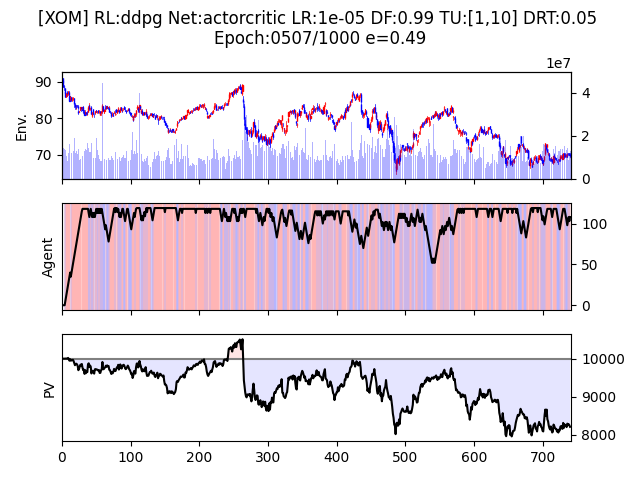 [XOM] RL:ddpg Net:actorcritic LR:1e-05 DF:0.99 TU:[1,10] DRT:0.05
Epoch:0507/1000 e=0.49
1e7
90
80
70
Env.
4
2
0
Agent
100
50
0
PV
10000
9000
8000
0 100 200 300 400 500 600 700